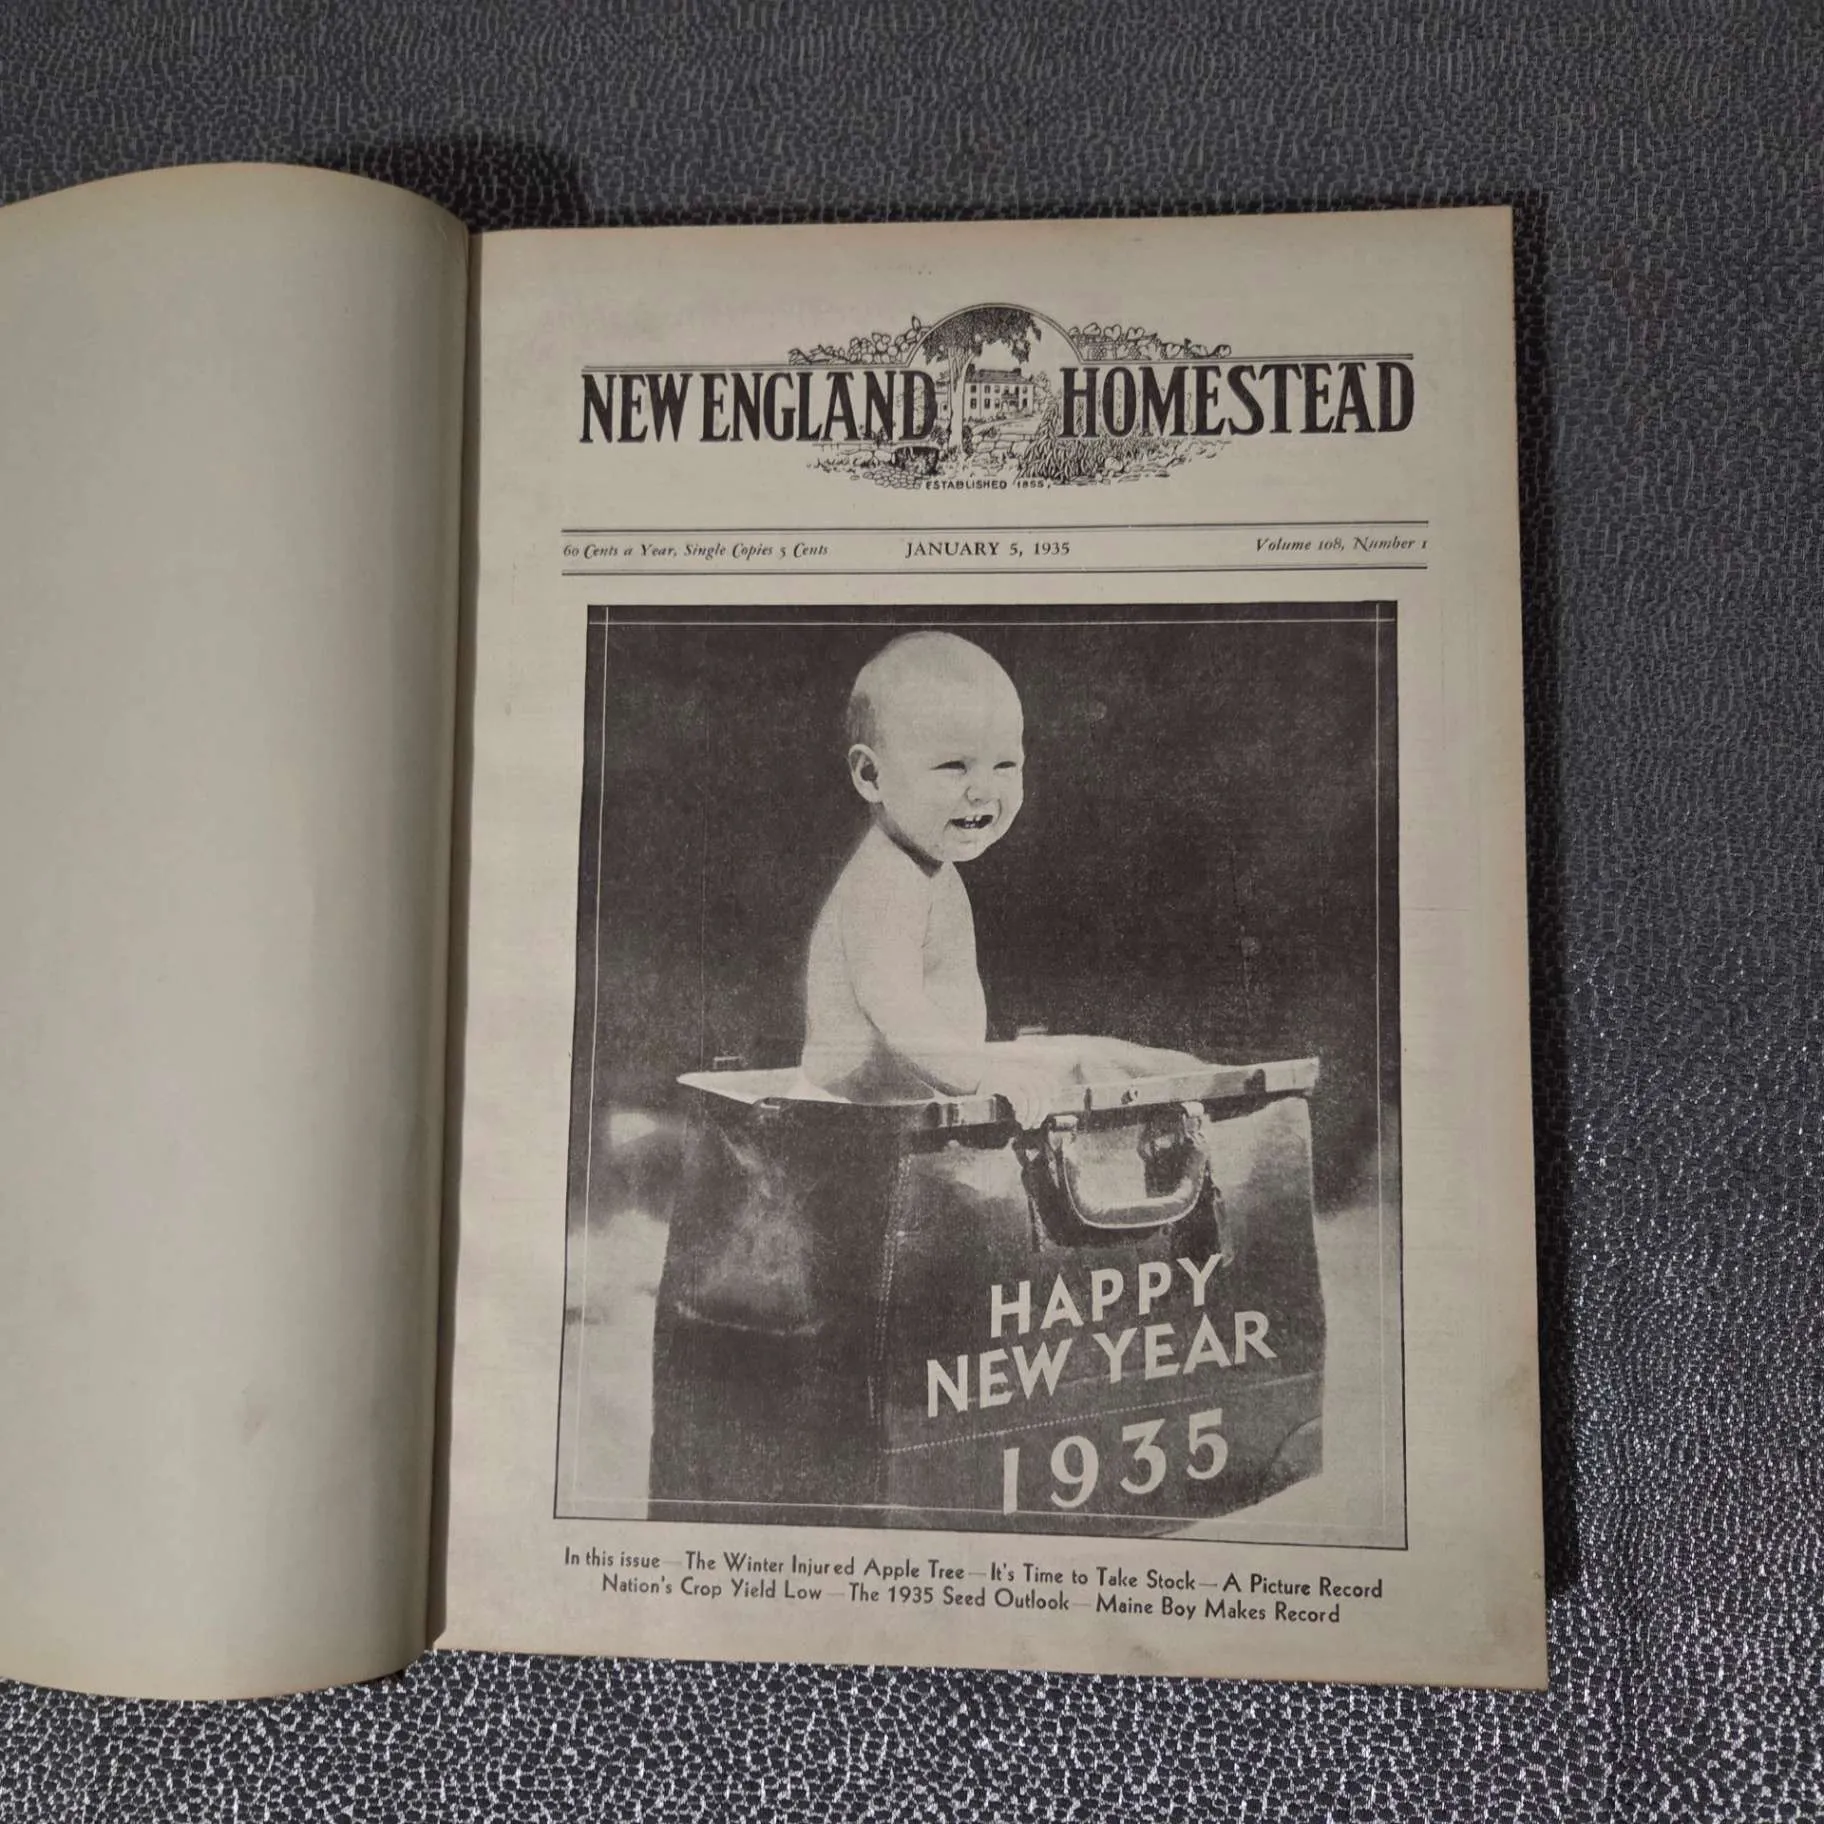 NEW ENGLAND HOMESTEAD
ESTABLISHED 1855,
60 Cents a Year, Single Copies 5 Cents JANUARY 5, 1935 Volume 108, Number 1
HAPPY
NEW YEAR
1935
In this issue — The Winter Injured Apple Tree — It's Time to Take Stock — A Picture Record
Nation's Crop Yield Low — The 1935 Seed Outlook — Maine Boy Makes Record